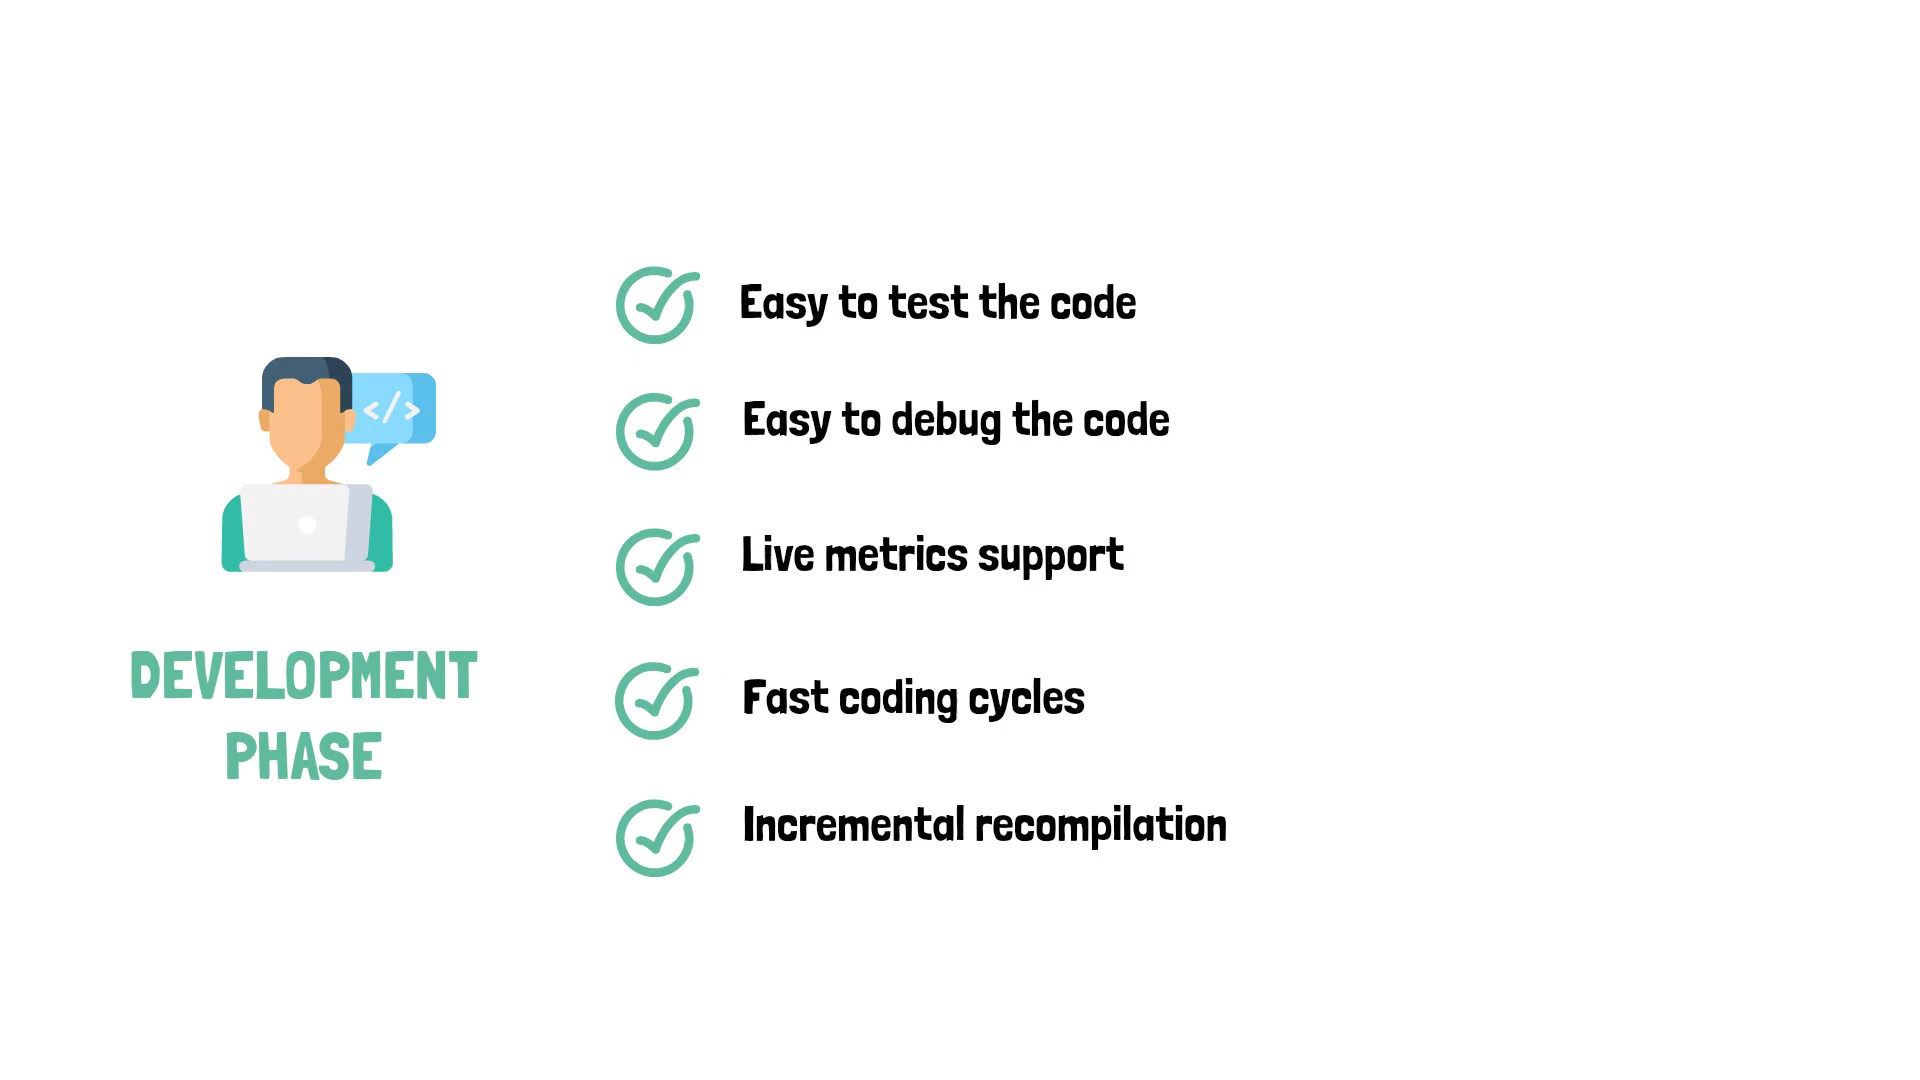 Easy to test the code
Easy to debug the code
</>
Live metrics support
DEVELOPMENT
PHASE
Fast coding cycles
Incremental recompilation